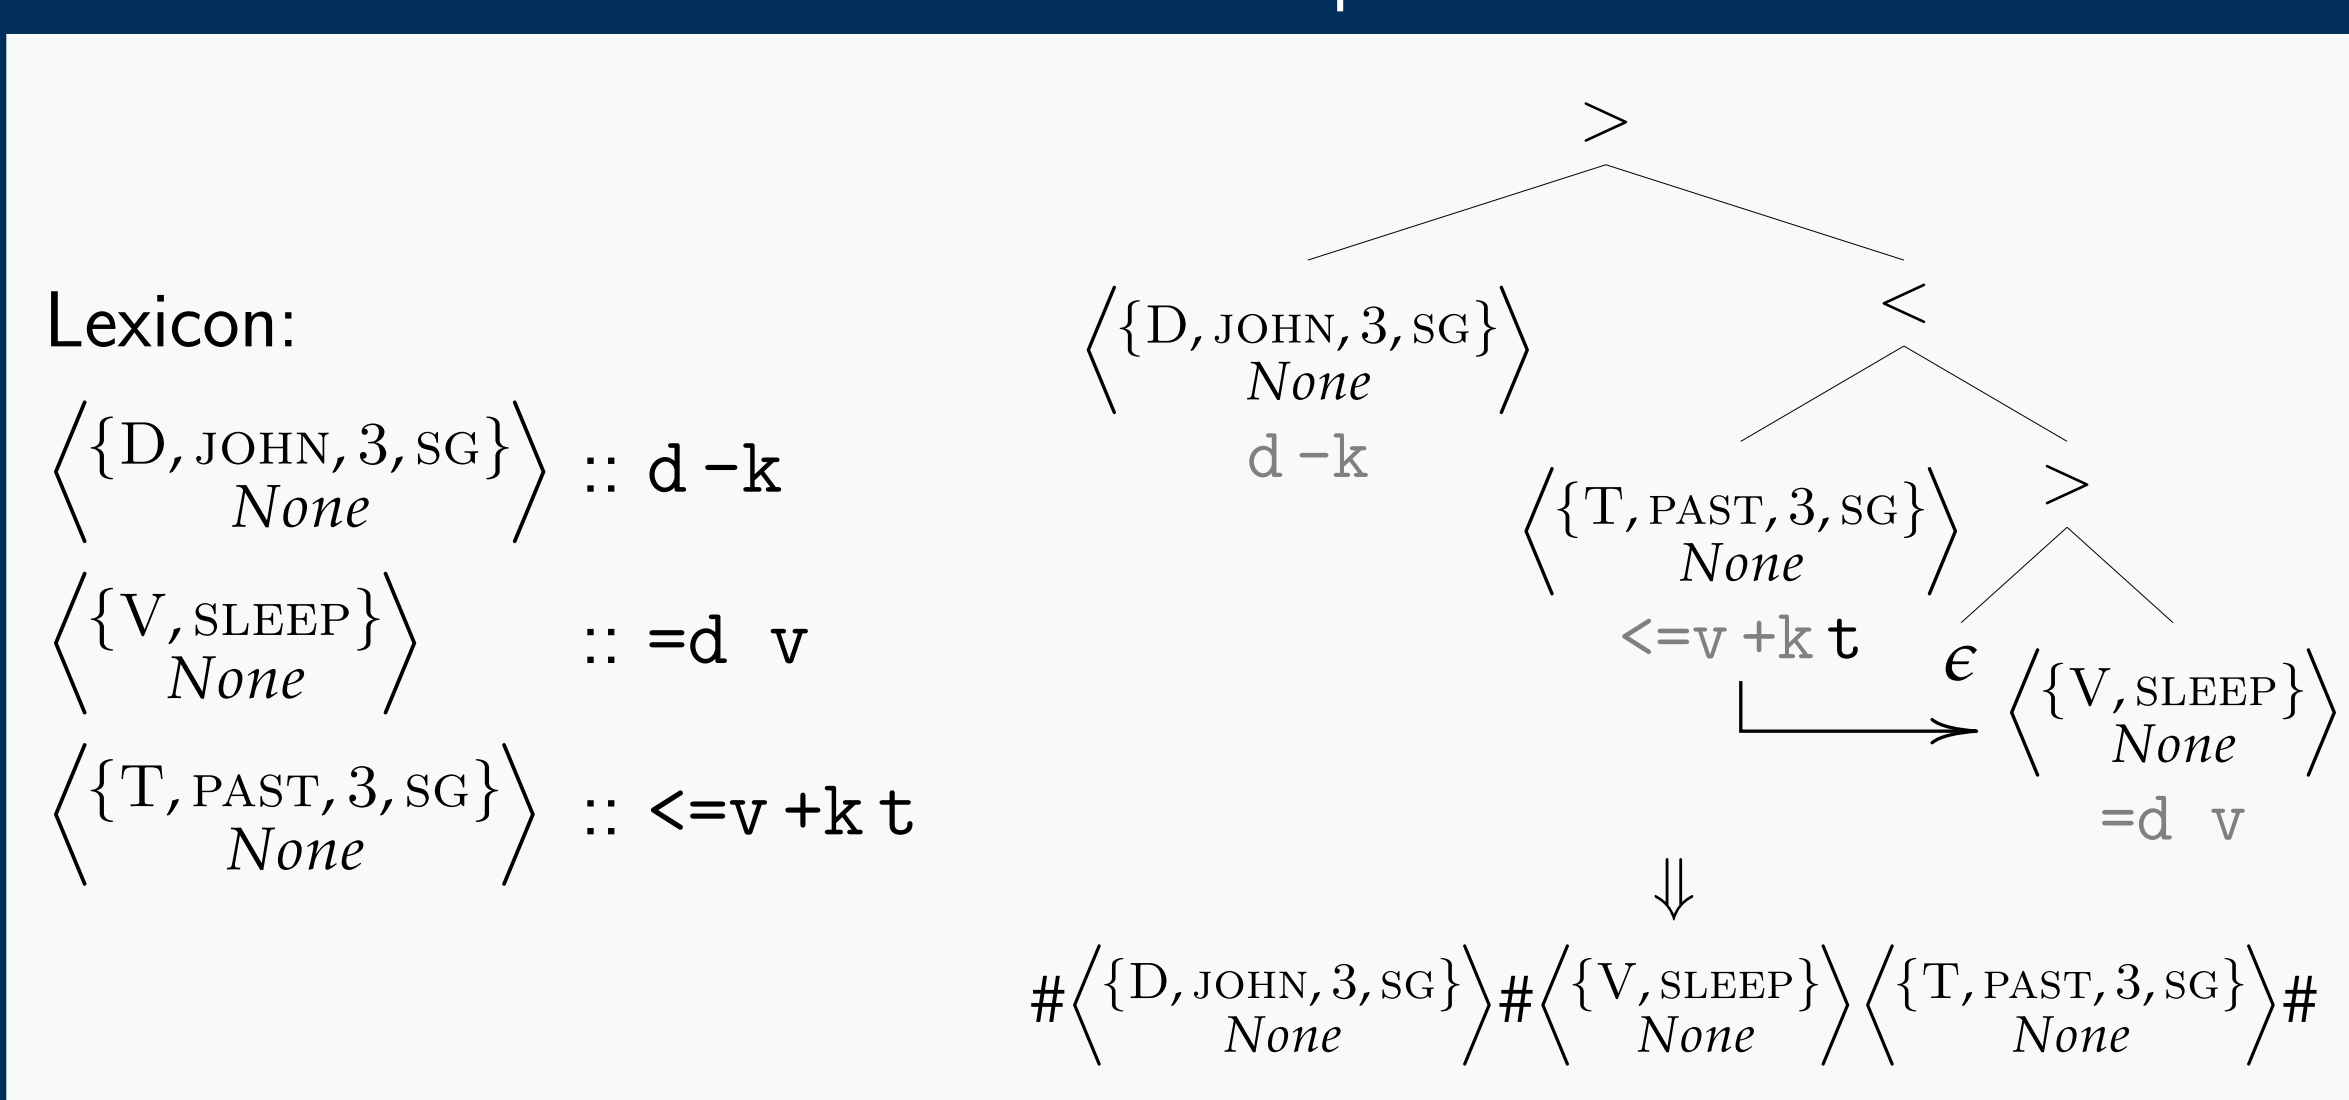 Lexicon:
⟨{D, JOHN, 3, SG} None⟩ :: d -k
⟨{V, SLEEP} None⟩ :: =d v
⟨{T, PAST, 3, SG} None⟩ :: <=v +k t
>
⟨{D, JOHN, 3, SG} None⟩
d -k
<
⟨{T, PAST, 3, SG} None⟩
<=v +k t
>
ϵ
⟨{V, SLEEP} None⟩
=d v
⇓
#⟨{D, JOHN, 3, SG} None⟩#⟨{V, SLEEP} None⟩⟨{T, PAST, 3, SG} None⟩#